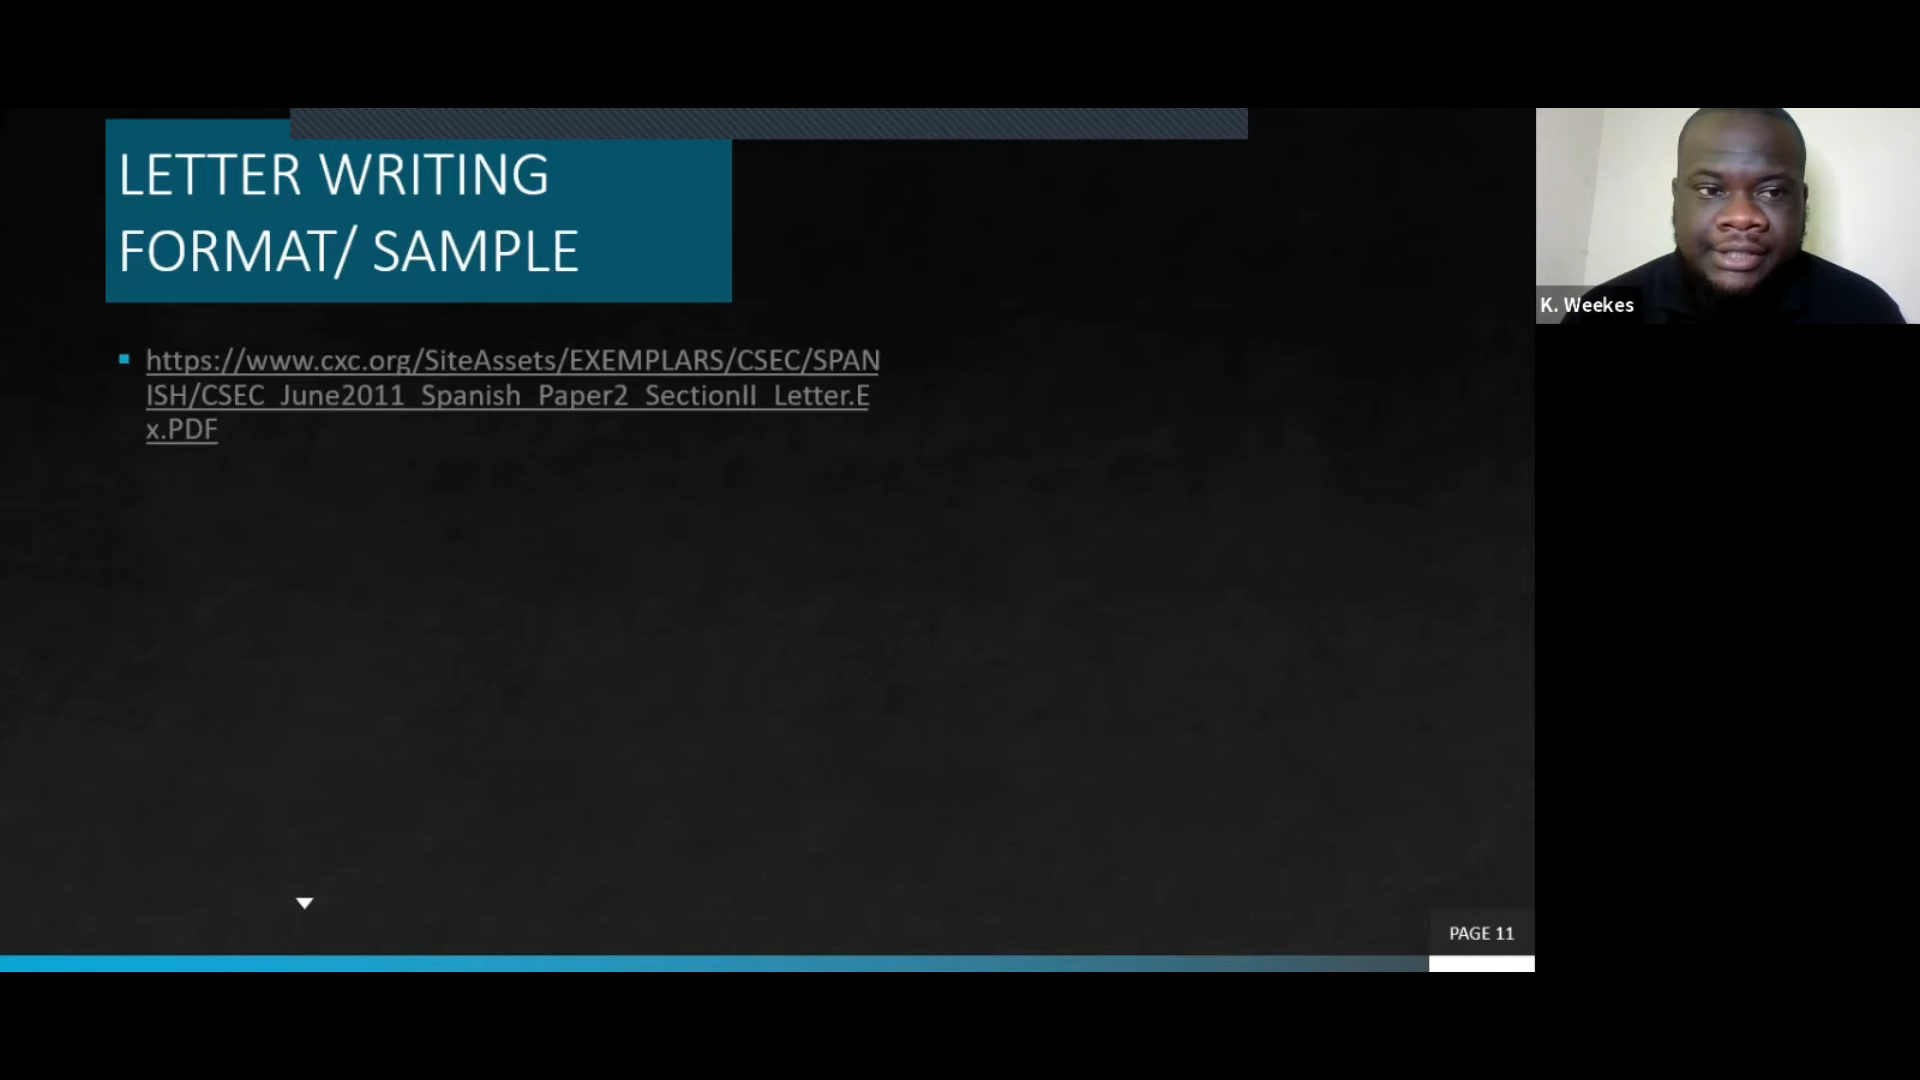 LETTER WRITING
FORMAT/ SAMPLE
https://www.cxc.org/SiteAssets/EXEMPLARS/CSEC/SPAN
ISH/CSEC_June2011_Spanish_Paper2_SectionII_Letter.E
x.PDF
K. Weekes
PAGE 11